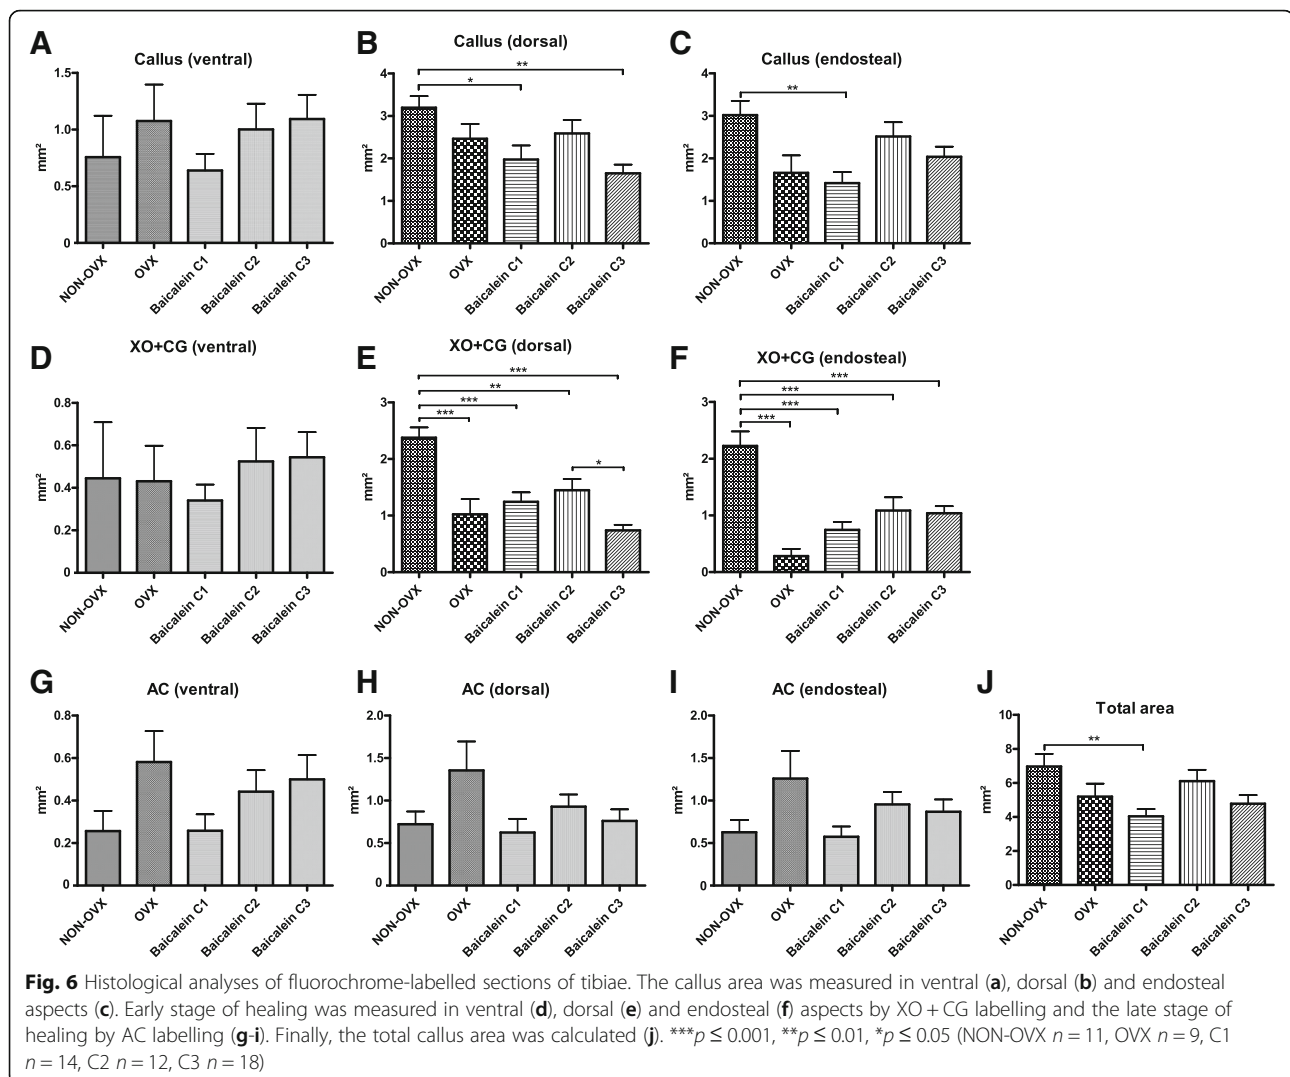 A
Callus (ventral)
mm²
1.5
1.0
0.5
0
NON-OVX
OVX
Baicalein C1
Baicalein C2
Baicalein C3
B
Callus (dorsal)
**
*
mm²
4
3
2
1
0
NON-OVX
OVX
Baicalein C1
Baicalein C2
Baicalein C3
C
Callus (endosteal)
**
mm²
4
3
2
1
0
NON-OVX
OVX
Baicalein C1
Baicalein C2
Baicalein C3
D
XO+CG (ventral)
mm²
0.8
0.6
0.4
0.2
0
NON-OVX
OVX
Baicalein C1
Baicalein C2
Baicalein C3
E
XO+CG (dorsal)
***
**
***
***
*
mm²
3
2
1
0
NON-OVX
OVX
Baicalein C1
Baicalein C2
Baicalein C3
F
XO+CG (endosteal)
***
***
***
***
mm²
3
2
1
0
NON-OVX
OVX
Baicalein C1
Baicalein C2
Baicalein C3
G
AC (ventral)
mm²
0.8
0.6
0.4
0.2
0
NON-OVX
OVX
Baicalein C1
Baicalein C2
Baicalein C3
H
AC (dorsal)
mm²
2.0
1.5
1.0
0.5
0
NON-OVX
OVX
Baicalein C1
Baicalein C2
Baicalein C3
I
AC (endosteal)
mm²
2.0
1.5
1.0
0.5
0
NON-OVX
OVX
Baicalein C1
Baicalein C2
Baicalein C3
J
Total area
**
mm²
10
8
6
4
2
0
NON-OVX
OVX
Baicalein C1
Baicalein C2
Baicalein C3
Fig. 6 Histological analyses of fluorochrome-labelled sections of tibiae. The callus area was measured in ventral (a), dorsal (b) and endosteal
aspects (c). Early stage of healing was measured in ventral (d), dorsal (e) and endosteal (f) aspects by XO + CG labelling and the late stage of
healing by AC labelling (g-i). Finally, the total callus area was calculated (j). ***p ≤ 0.001, **p ≤ 0.01, *p ≤ 0.05 (NON-OVX n = 11, OVX n = 9, C1
n = 14, C2 n = 12, C3 n = 18)